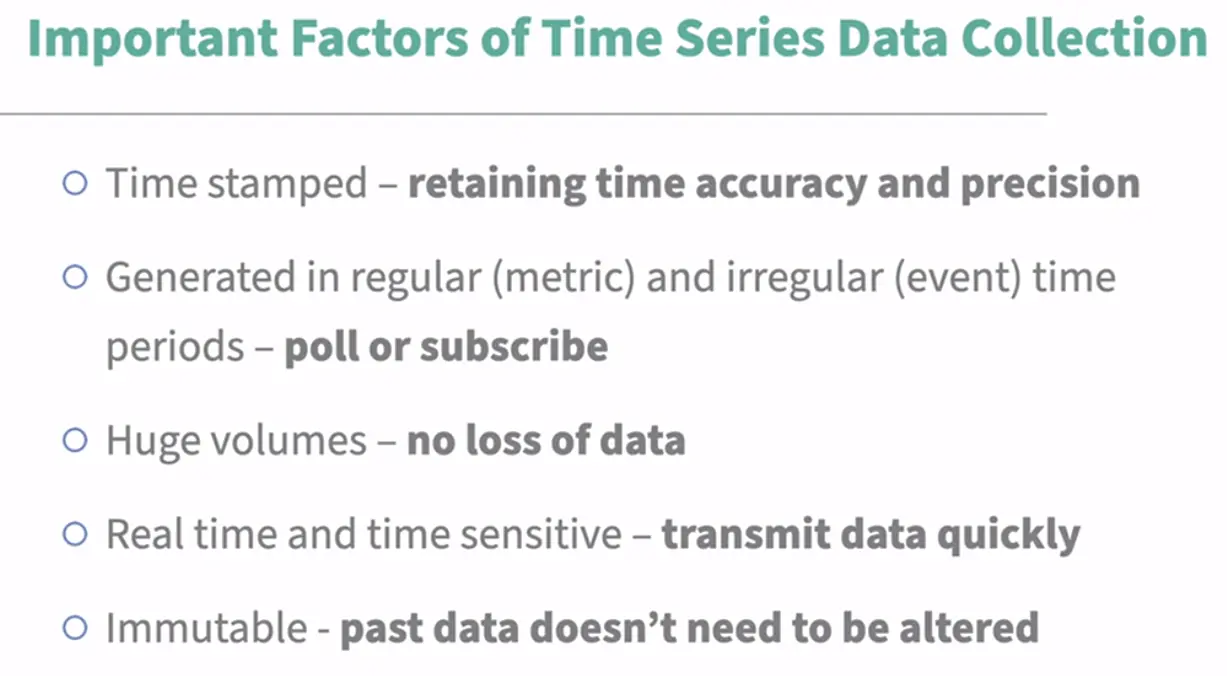 Important Factors of Time Series Data Collection
Time stamped – retaining time accuracy and precision
Generated in regular (metric) and irregular (event) time
periods – poll or subscribe
Huge volumes – no loss of data
Real time and time sensitive – transmit data quickly
Immutable - past data doesn’t need to be altered